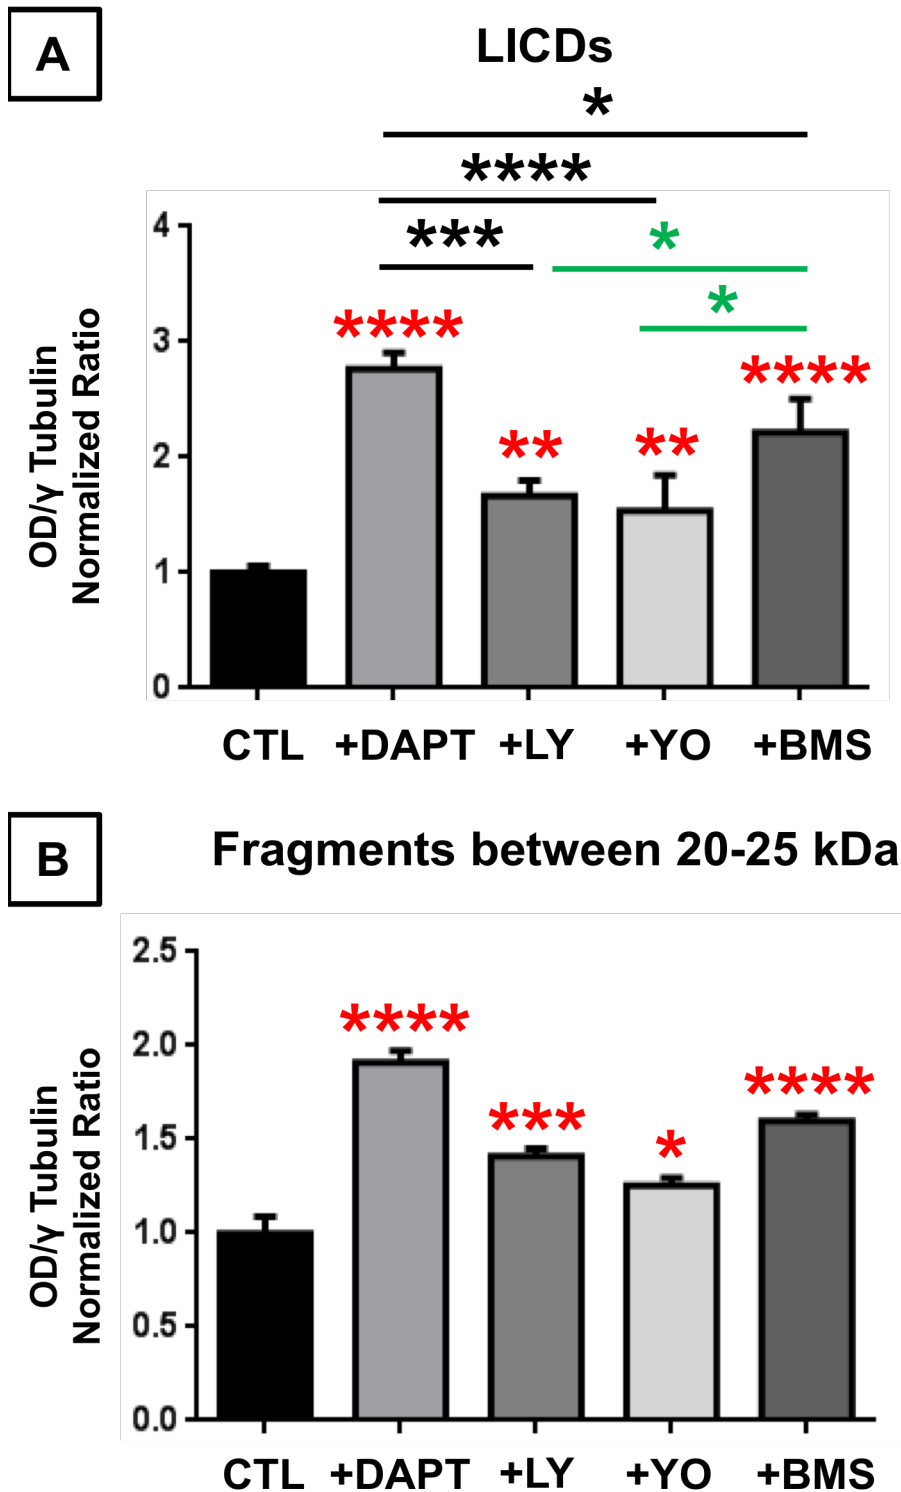 A
LICDs
*
****
***
*
*
****
**
**
****
OD/γ Tubulin
Normalized Ratio
4
3
2
1
0
CTL +DAPT +LY +YO +BMS
B
Fragments between 20-25 kDa
****
***
*
****
OD/γ Tubulin
Normalized Ratio
2.5
2.0
1.5
1.0
0.5
0.0
CTL +DAPT +LY +YO +BMS